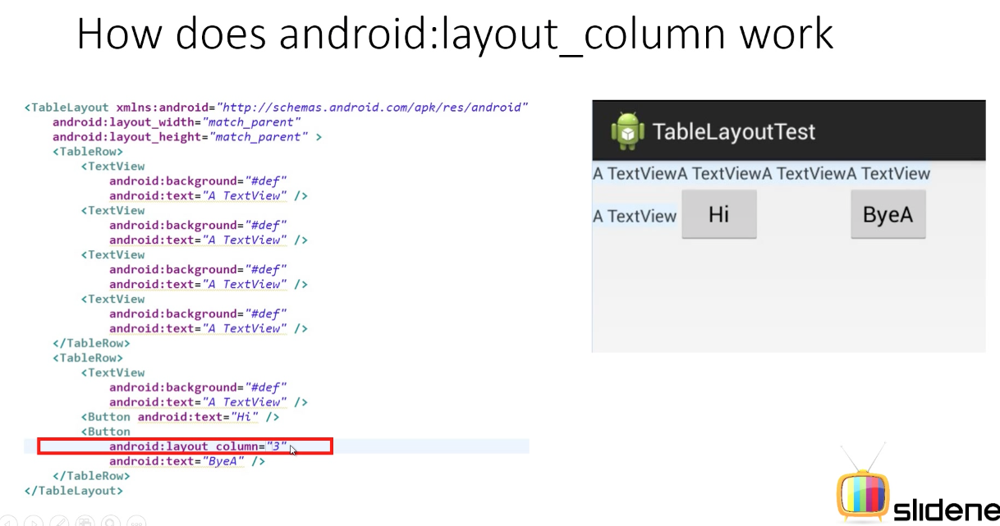 How does android:layout_column work
<TableLayout xmlns:android="http://schemas.android.com/apk/res/android"
android:layout_width="match_parent"
android:layout_height="match_parent" >
<TableRow>
<TextView
android:background="#def"
android:text="A TextView" />
<TextView
android:background="#def"
android:text="A TextView" />
<TextView
android:background="#def"
android:text="A TextView" />
<TextView
android:background="#def"
android:text="A TextView" />
</TableRow>
<TableRow>
<TextView
android:background="#def"
android:text="A TextView" />
<Button android:text="Hi" />
<Button
android:layout_column="3"
android:text="ByeA" />
</TableRow>
</TableLayout>
TableLayoutTest
A TextViewA TextViewA TextViewA TextView
A TextView Hi ByeA
slidene